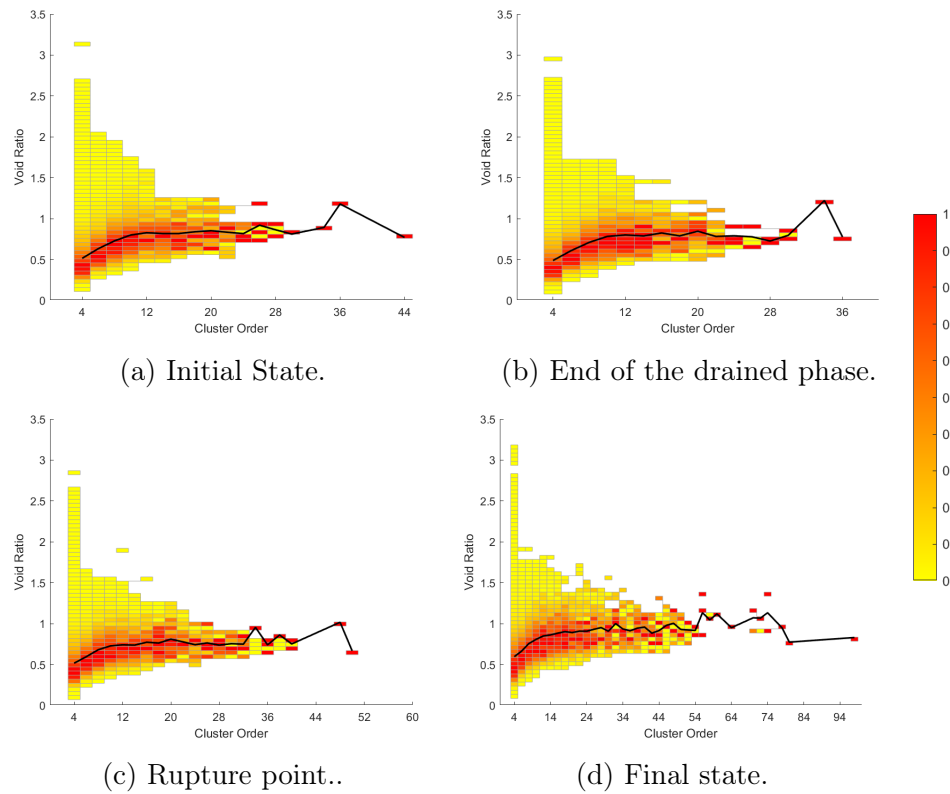 3.5
3
2.5
2
1.5
1
0.5
0
Void Ratio
4 12 20 28 36 44
Cluster Order
(a) Initial State.
3.5
3
2.5
2
1.5
1
0.5
0
Void Ratio
4 12 20 28 36
Cluster Order
(b) End of the drained phase.
3.5
3
2.5
2
1.5
1
0.5
0
Void Ratio
4 12 20 28 36 44 52 60
Cluster Order
(c) Rupture point..
3.5
3
2.5
2
1.5
1
0.5
0
Void Ratio
4 14 24 34 44 54 64 74 84 94
Cluster Order
(d) Final state.
1
0
0
0
0
0
0
0
0
0
0